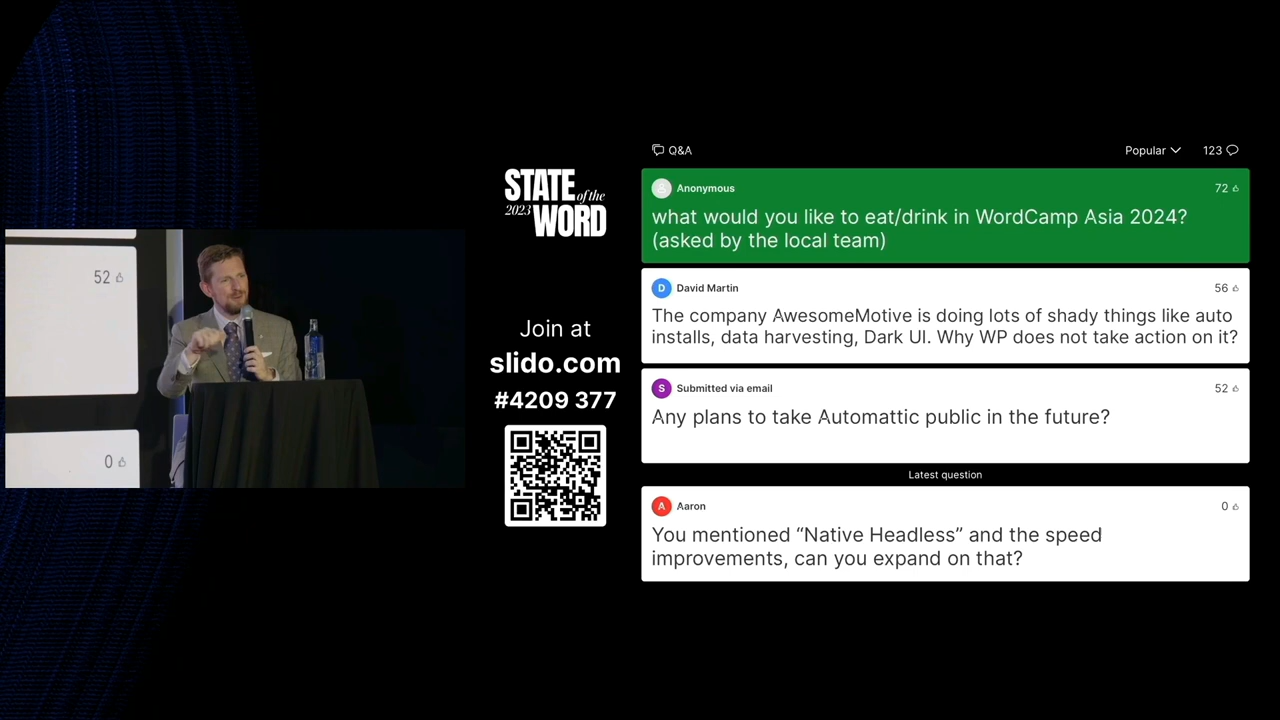 Q&A
Popular
123
STATE of the
2023 WORD
Join at
slido.com
#4209 377
Anonymous
72
what would you like to eat/drink in WordCamp Asia 2024?
(asked by the local team)
D
David Martin
56
The company AwesomeMotive is doing lots of shady things like auto
installs, data harvesting, Dark UI. Why WP does not take action on it?
S
Submitted via email
52
Any plans to take Automattic public in the future?
Latest question
A
Aaron
0
You mentioned “Native Headless” and the speed
improvements, can you expand on that?
52
0